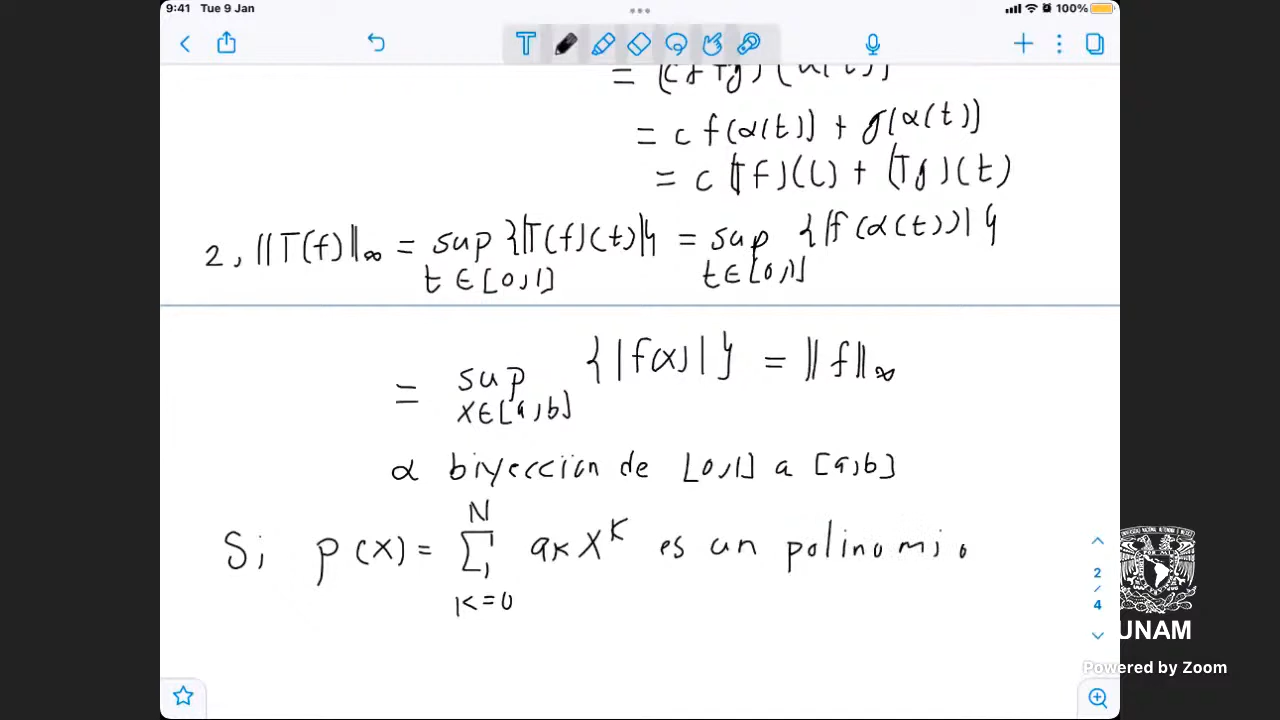 9:41 Tue 9 Jan 100%
= c f(α(t)) + g(α(t))
= c (Tf)(t) + (Tg)(t)
2, ||T(f)||∞ = sup {|T(f)(t)|} = sup {|f(α(t))|}
t∈[0,1] t∈[0,1]
= sup {|f(x)|} = ||f||∞
x∈[a,b]
α biyección de [0,1] a [a,b]
Si p(x) = ∑ aₖ xᴷ es un polinomio
N
K=0
2
4
UNAM
Powered by Zoom